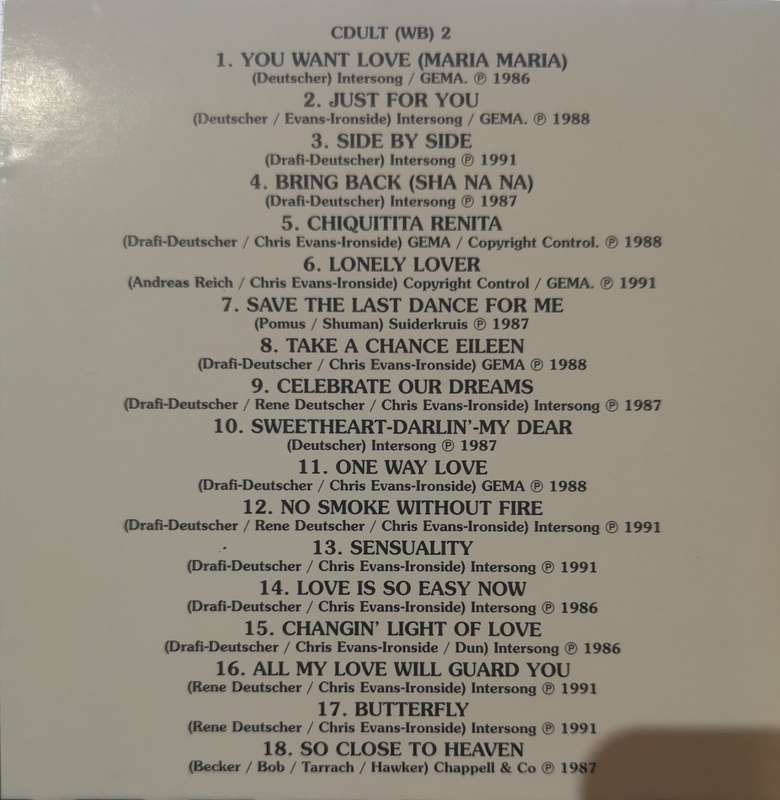 CDULT (WB) 2
1. YOU WANT LOVE (MARIA MARIA)
(Deutscher) Intersong / GEMA. ℗ 1986
2. JUST FOR YOU
(Deutscher / Evans-Ironside) Intersong / GEMA. ℗ 1988
3. SIDE BY SIDE
(Drafi-Deutscher) Intersong ℗ 1991
4. BRING BACK (SHA NA NA)
(Drafi-Deutscher) Intersong ℗ 1987
5. CHIQUITITA RENITA
(Drafi-Deutscher / Chris Evans-Ironside) GEMA / Copyright Control. ℗ 1988
6. LONELY LOVER
(Andreas Reich / Chris Evans-Ironside) Copyright Control / GEMA. ℗ 1991
7. SAVE THE LAST DANCE FOR ME
(Pomus / Shuman) Suiderkruis ℗ 1987
8. TAKE A CHANCE EILEEN
(Drafi-Deutscher / Chris Evans-Ironside) GEMA ℗ 1988
9. CELEBRATE OUR DREAMS
(Drafi-Deutscher / Rene Deutscher / Chris Evans-Ironside) Intersong ℗ 1987
10. SWEETHEART-DARLIN'-MY DEAR
(Deutscher) Intersong ℗ 1987
11. ONE WAY LOVE
(Drafi-Deutscher / Chris Evans-Ironside) GEMA ℗ 1988
12. NO SMOKE WITHOUT FIRE
(Drafi-Deutscher / Rene Deutscher / Chris Evans-Ironside) Intersong ℗ 1991
13. SENSUALITY
(Drafi-Deutscher / Chris Evans-Ironside) Intersong ℗ 1991
14. LOVE IS SO EASY NOW
(Drafi-Deutscher / Chris Evans-Ironside) Intersong ℗ 1986
15. CHANGIN' LIGHT OF LOVE
(Drafi-Deutscher / Chris Evans-Ironside / Dun) Intersong ℗ 1986
16. ALL MY LOVE WILL GUARD YOU
(Rene Deutscher / Chris Evans-Ironside) Intersong ℗ 1991
17. BUTTERFLY
(Rene Deutscher / Chris Evans-Ironside) Intersong ℗ 1991
18. SO CLOSE TO HEAVEN
(Becker / Bob / Tarrach / Hawker) Chappell & Co ℗ 1987